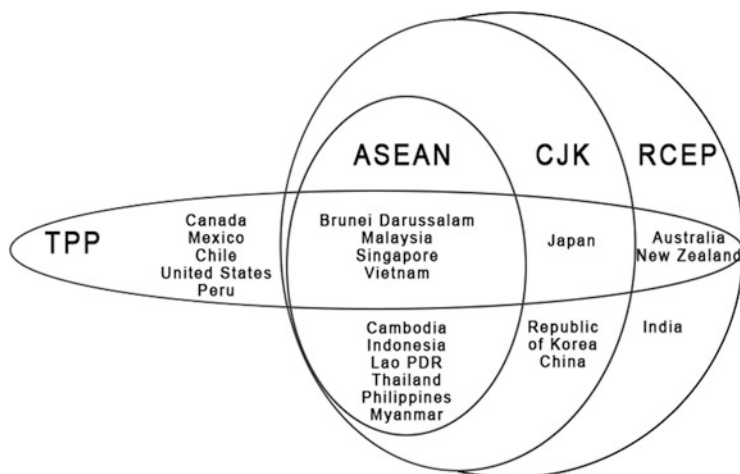 ASEAN
CJK
RCEP
TPP
Canada
Mexico
Chile
United States
Peru
Brunei Darussalam
Malaysia
Singapore
Vietnam
Japan
Australia
New Zealand
Cambodia
Indonesia
Lao PDR
Thailand
Philippines
Myanmar
Republic
of Korea
China
India